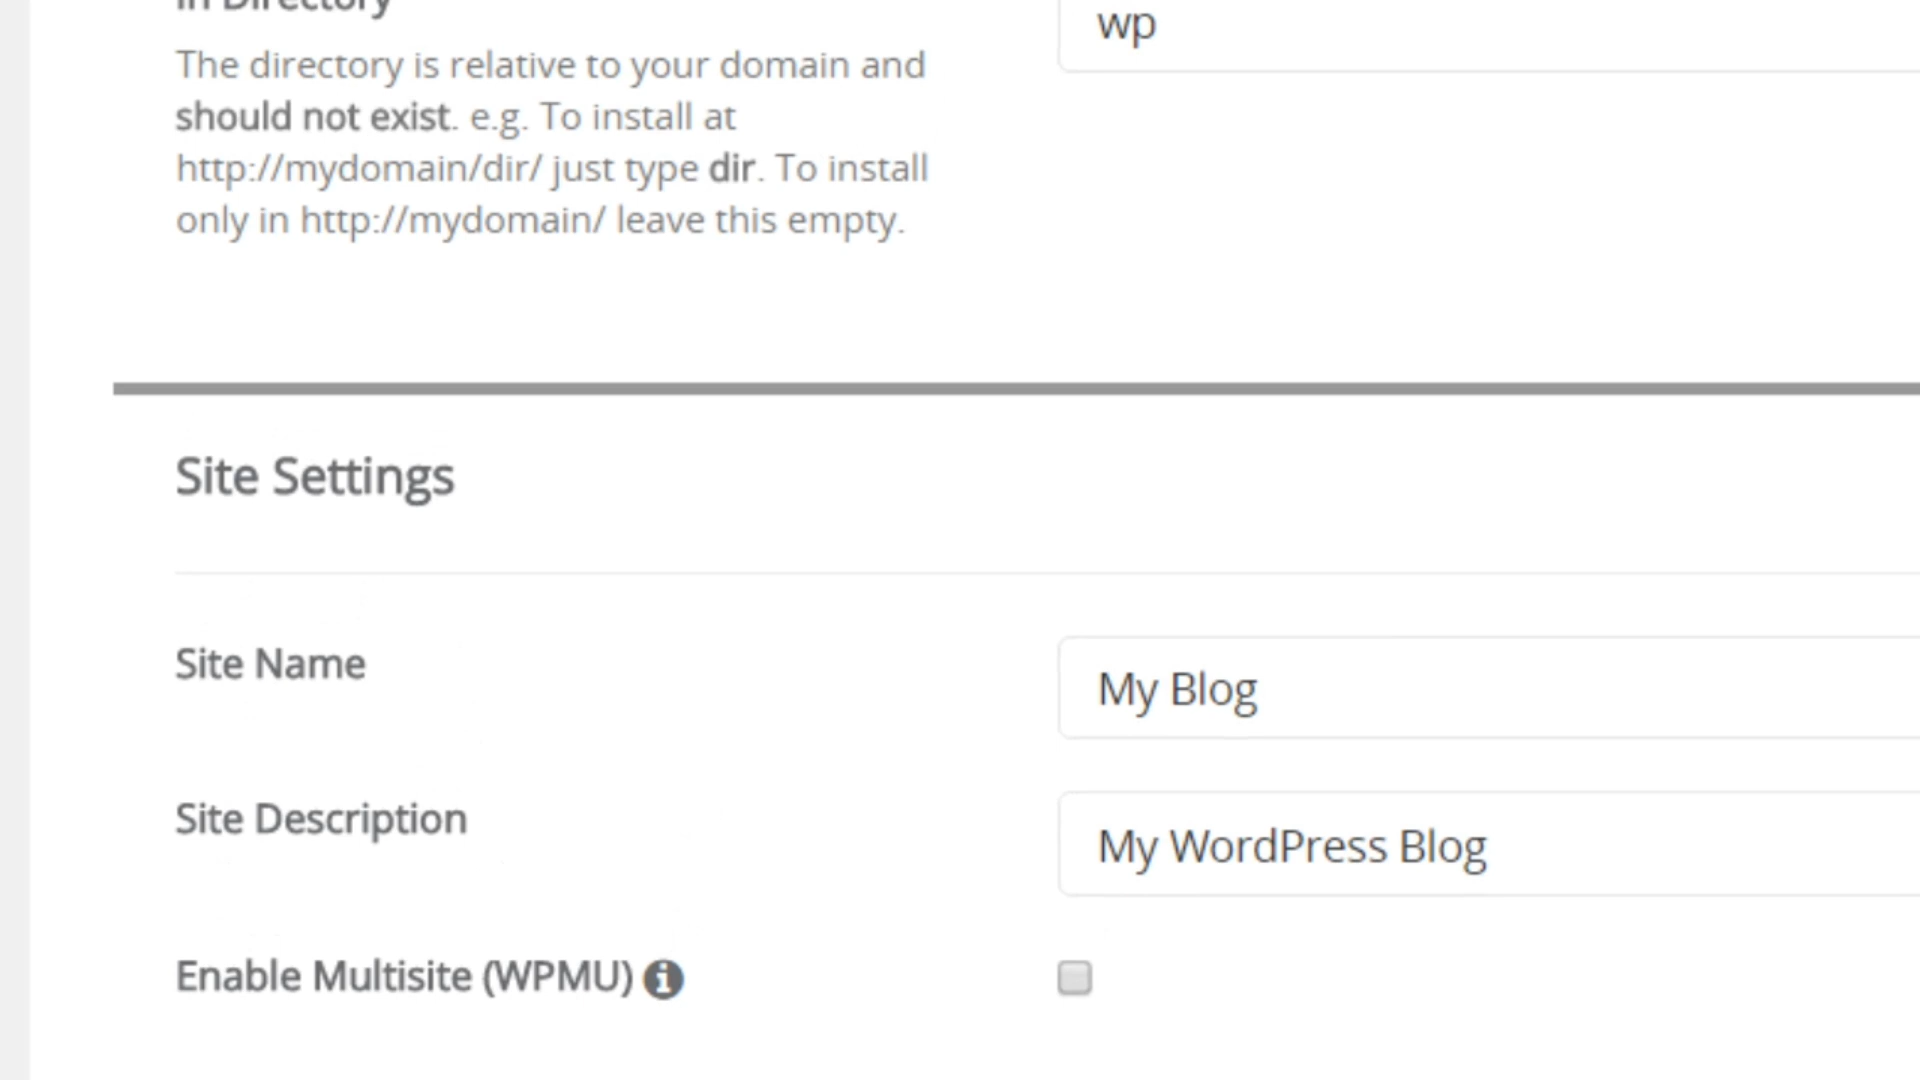 In Directory
wp
The directory is relative to your domain and
should not exist. e.g. To install at
http://mydomain/dir/ just type dir. To install
only in http://mydomain/ leave this empty.
Site Settings
Site Name
My Blog
Site Description
My WordPress Blog
Enable Multisite (WPMU)